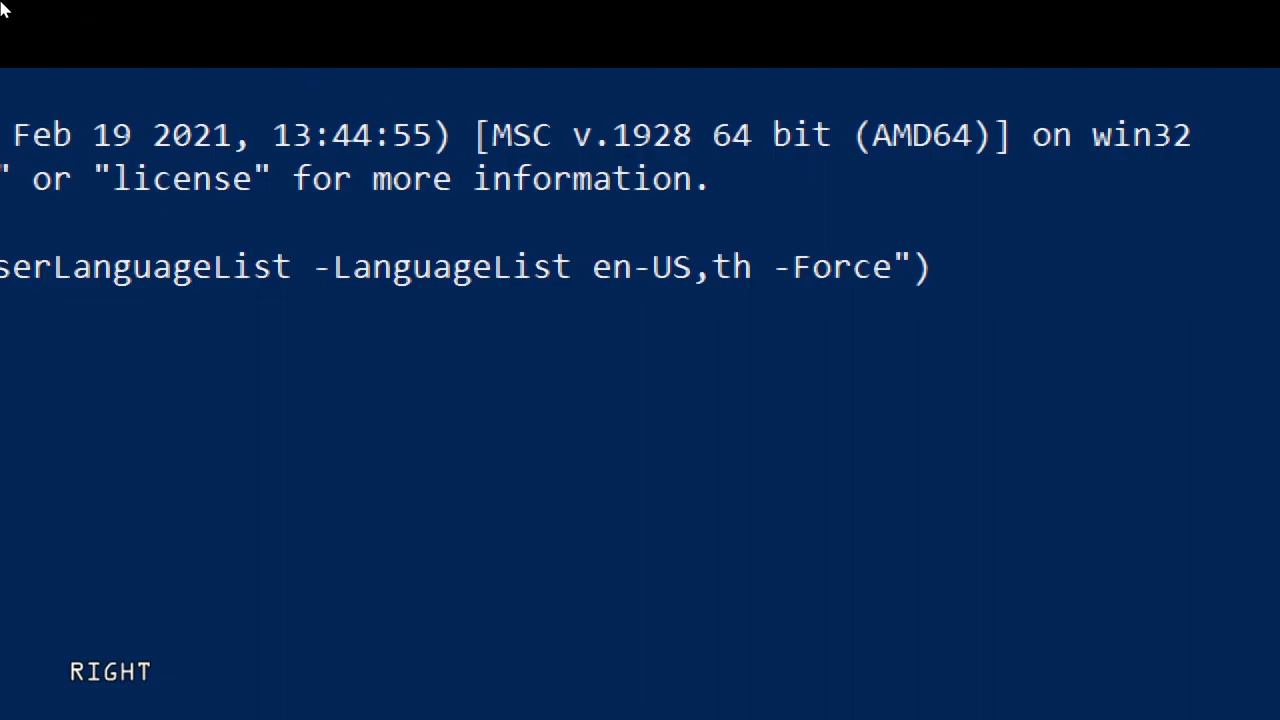 Feb 19 2021, 13:44:55) [MSC v.1928 64 bit (AMD64)] on win32
" or "license" for more information.
serLanguageList -LanguageList en-US,th -Force")
RIGHT